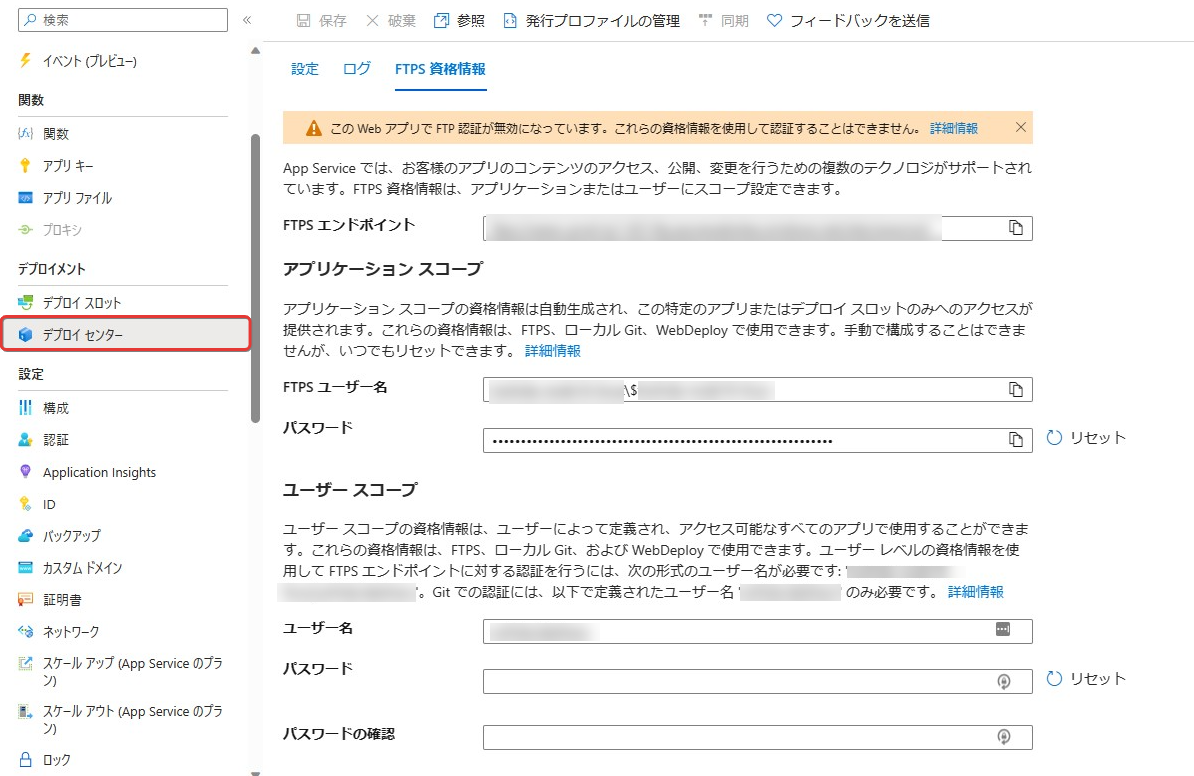 検索
«
保存
破棄
参照
発行プロファイルの管理
同期
フィードバックを送信
イベント (プレビュー)
関数
関数
アプリ キー
アプリ ファイル
プロキシ
デプロイメント
デプロイ スロット
デプロイ センター
設定
構成
認証
Application Insights
ID
バックアップ
カスタム ドメイン
証明書
ネットワーク
スケール アップ (App Service のプラ
ン)
スケール アウト (App Service のプラ
ン)
ロック
設定
ログ
FTPS 資格情報
この Web アプリで FTP 認証が無効になっています。これらの資格情報を使用して認証することはできません。 詳細情報
App Service では、お客様のアプリのコンテンツのアクセス、公開、変更を行うための複数のテクノロジがサポートされ
ています。FTPS 資格情報は、アプリケーションまたはユーザーにスコープ設定できます。
FTPS エンドポイント
アプリケーション スコープ
アプリケーション スコープの資格情報は自動生成され、この特定のアプリまたはデプロイ スロットのみへのアクセスが
提供されます。これらの資格情報は、FTPS、ローカル Git、WebDeploy で使用できます。手動で構成することはできま
せんが、いつでもリセットできます。 詳細情報
FTPS ユーザー名
\$
パスワード
リセット
ユーザー スコープ
ユーザー スコープの資格情報は、ユーザーによって定義され、アクセス可能なすべてのアプリで使用することができま
す。これらの資格情報は、FTPS、ローカル Git、および WebDeploy で使用できます。ユーザー レベルの資格情報を使
用して FTPS エンドポイントに対する認証を行うには、次の形式のユーザー名が必要です: '
'。Git での認証には、以下で定義されたユーザー名 ' ' のみ必要です。 詳細情報
ユーザー名
パスワード
リセット
パスワードの確認